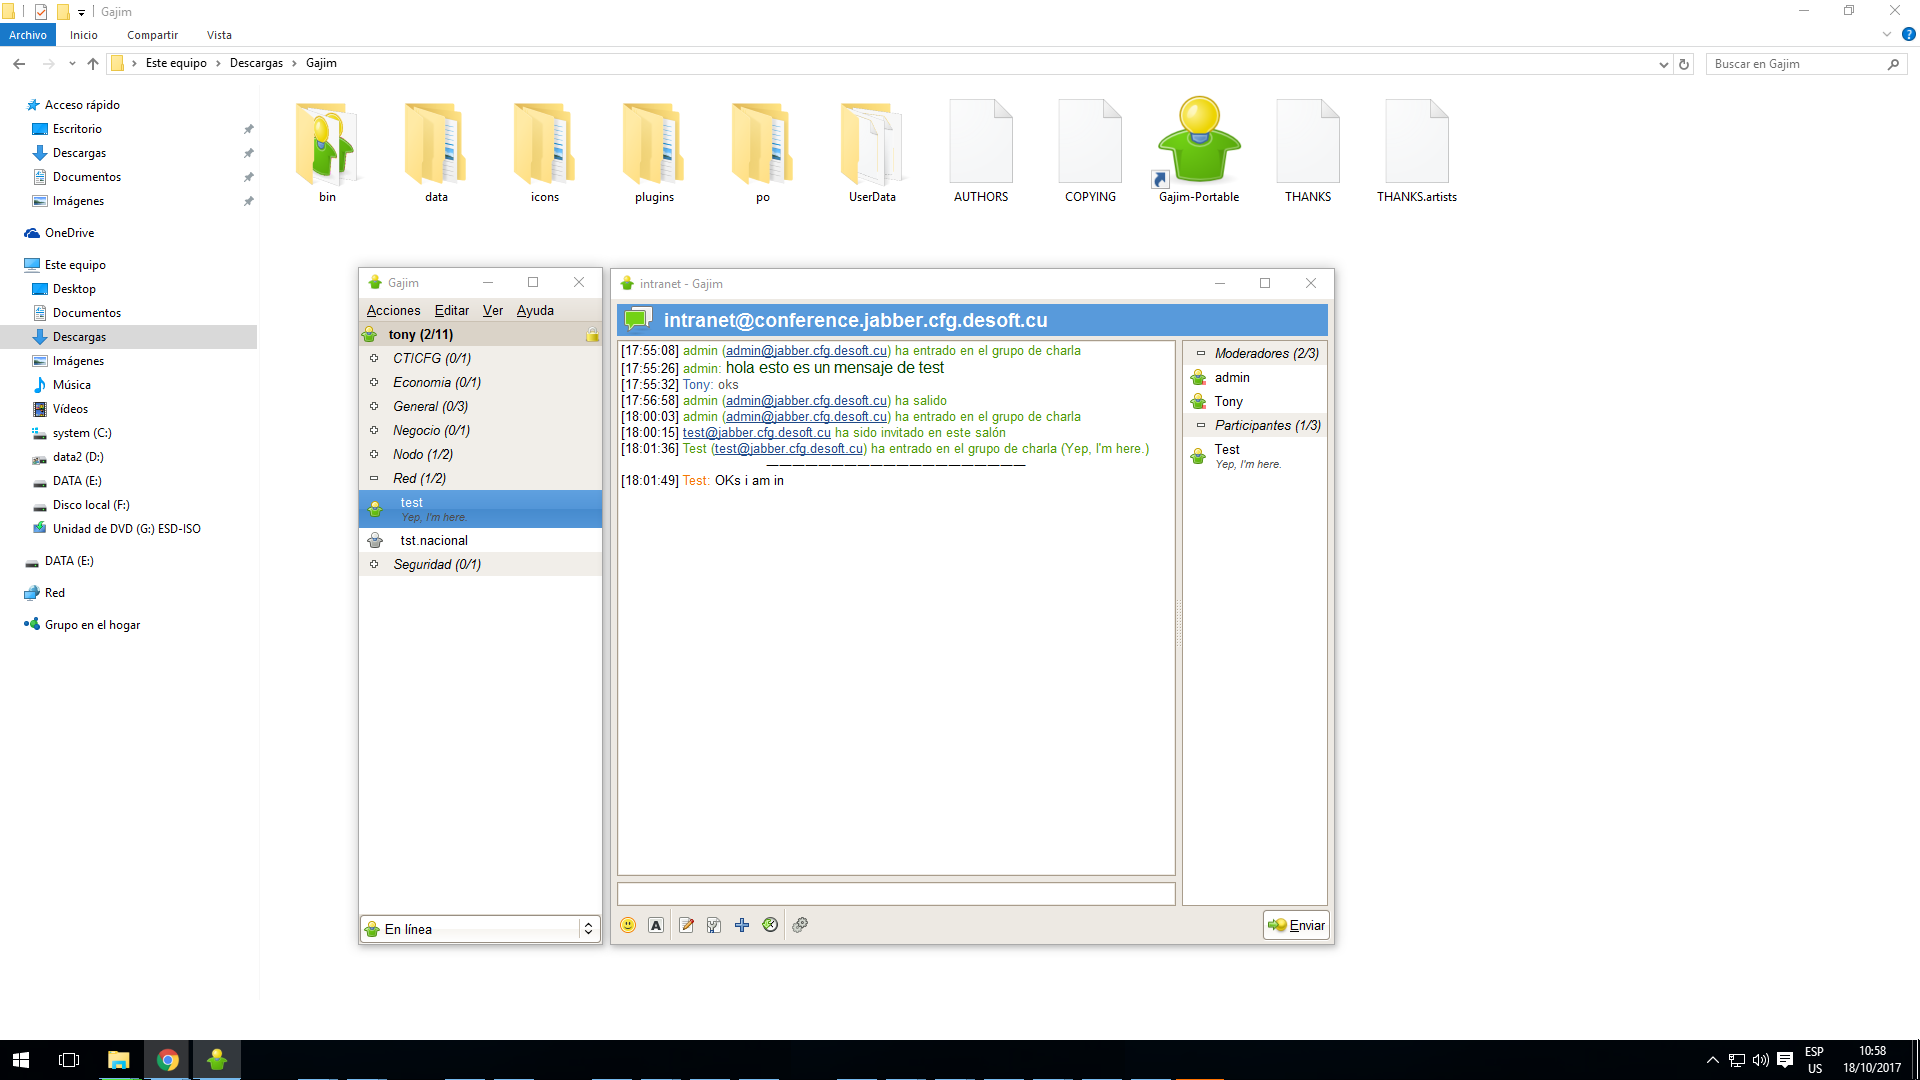 Gajim
Archivo
Inicio
Compartir
Vista
Este equipo
Descargas
Gajim
Buscar en Gajim
Acceso rápido
Escritorio
Descargas
Documentos
Imágenes
OneDrive
Este equipo
Desktop
Documentos
Descargas
Imágenes
Música
Vídeos
system (C:)
data2 (D:)
DATA (E:)
Disco local (F:)
Unidad de DVD (G:) ESD-ISO
DATA (E:)
Red
Grupo en el hogar
bin
data
icons
plugins
po
UserData
AUTHORS
COPYING
Gajim-Portable
THANKS
THANKS.artists
Gajim
Acciones Editar Ver Ayuda
tony (2/11)
CTICFG (0/1)
Economia (0/1)
General (0/3)
Negocio (0/1)
Nodo (1/2)
Red (1/2)
test
Yep, I'm here.
tst.nacional
Seguridad (0/1)
En línea
intranet - Gajim
intranet@conference.jabber.cfg.desoft.cu
[17:55:08] admin (admin@jabber.cfg.desoft.cu) ha entrado en el grupo de charla
[17:55:26] admin: hola esto es un mensaje de test
[17:55:32] Tony: oks
[17:56:58] admin (admin@jabber.cfg.desoft.cu) ha salido
[18:00:03] admin (admin@jabber.cfg.desoft.cu) ha entrado en el grupo de charla
[18:00:15] test@jabber.cfg.desoft.cu ha sido invitado en este salón
[18:01:36] Test (test@jabber.cfg.desoft.cu) ha entrado en el grupo de charla (Yep, I'm here.)
[18:01:49] Test: OKs i am in
Moderadores (2/3)
admin
Tony
Participantes (1/3)
Test
Yep, I'm here.
A
Enviar
ESP
US
10:58
18/10/2017